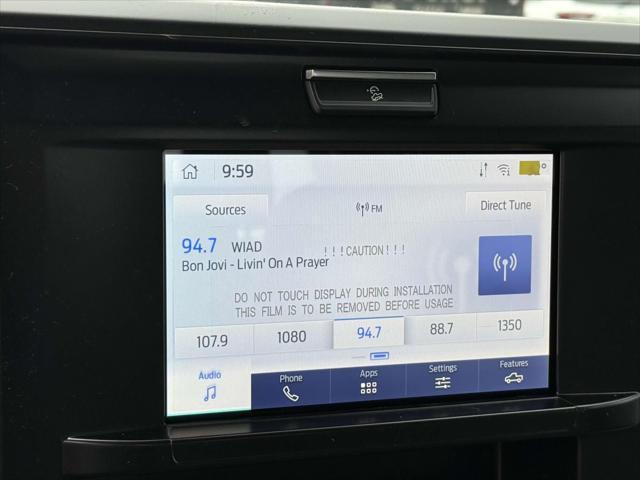 9:59
Sources
FM
Direct Tune
94.7 WIAD
Bon Jovi - Livin' On A Prayer
! ! ! CAUTION ! ! !
DO NOT TOUCH DISPLAY DURING INSTALLATION
THIS FILM IS TO BE REMOVED BEFORE USAGE
107.9 1080 94.7 88.7 1350
Audio Phone Apps Settings Features